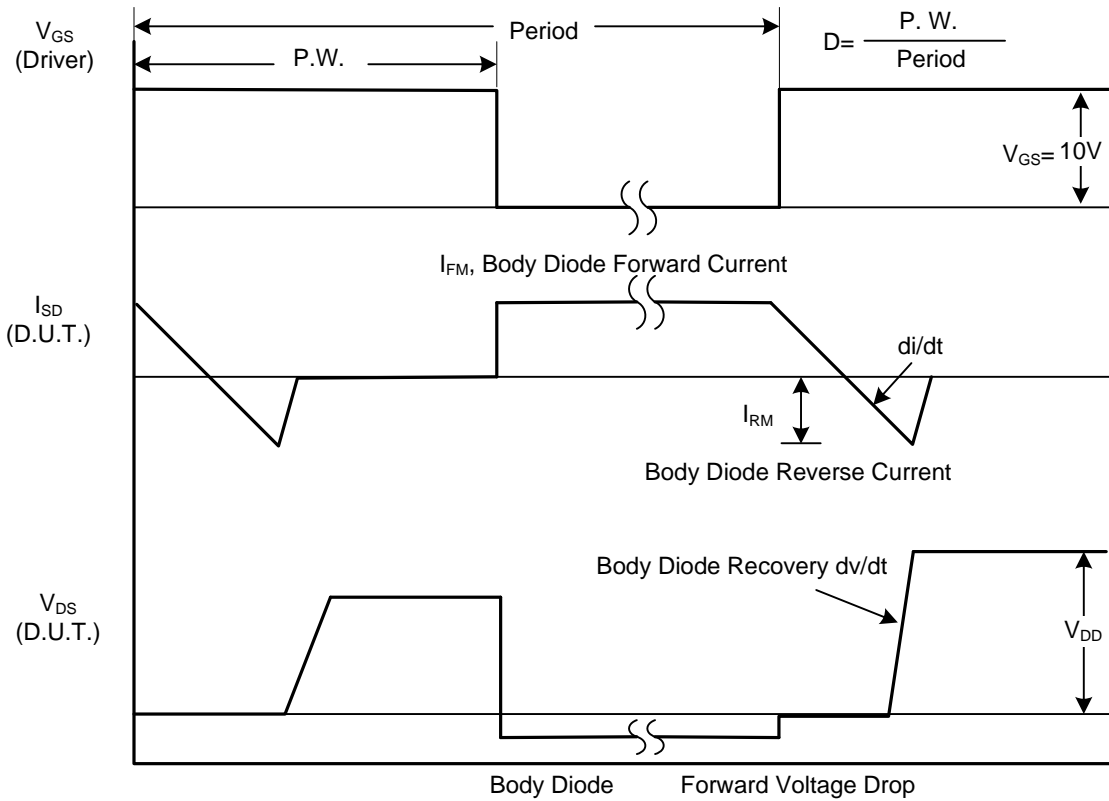 VGS
(Driver)
Period
P.W.
D= P. W.
Period
VGS= 10V
IFM, Body Diode Forward Current
ISD
(D.U.T.)
di/dt
IRM
Body Diode Reverse Current
Body Diode Recovery dv/dt
VDS
(D.U.T.)
VDD
Body Diode Forward Voltage Drop